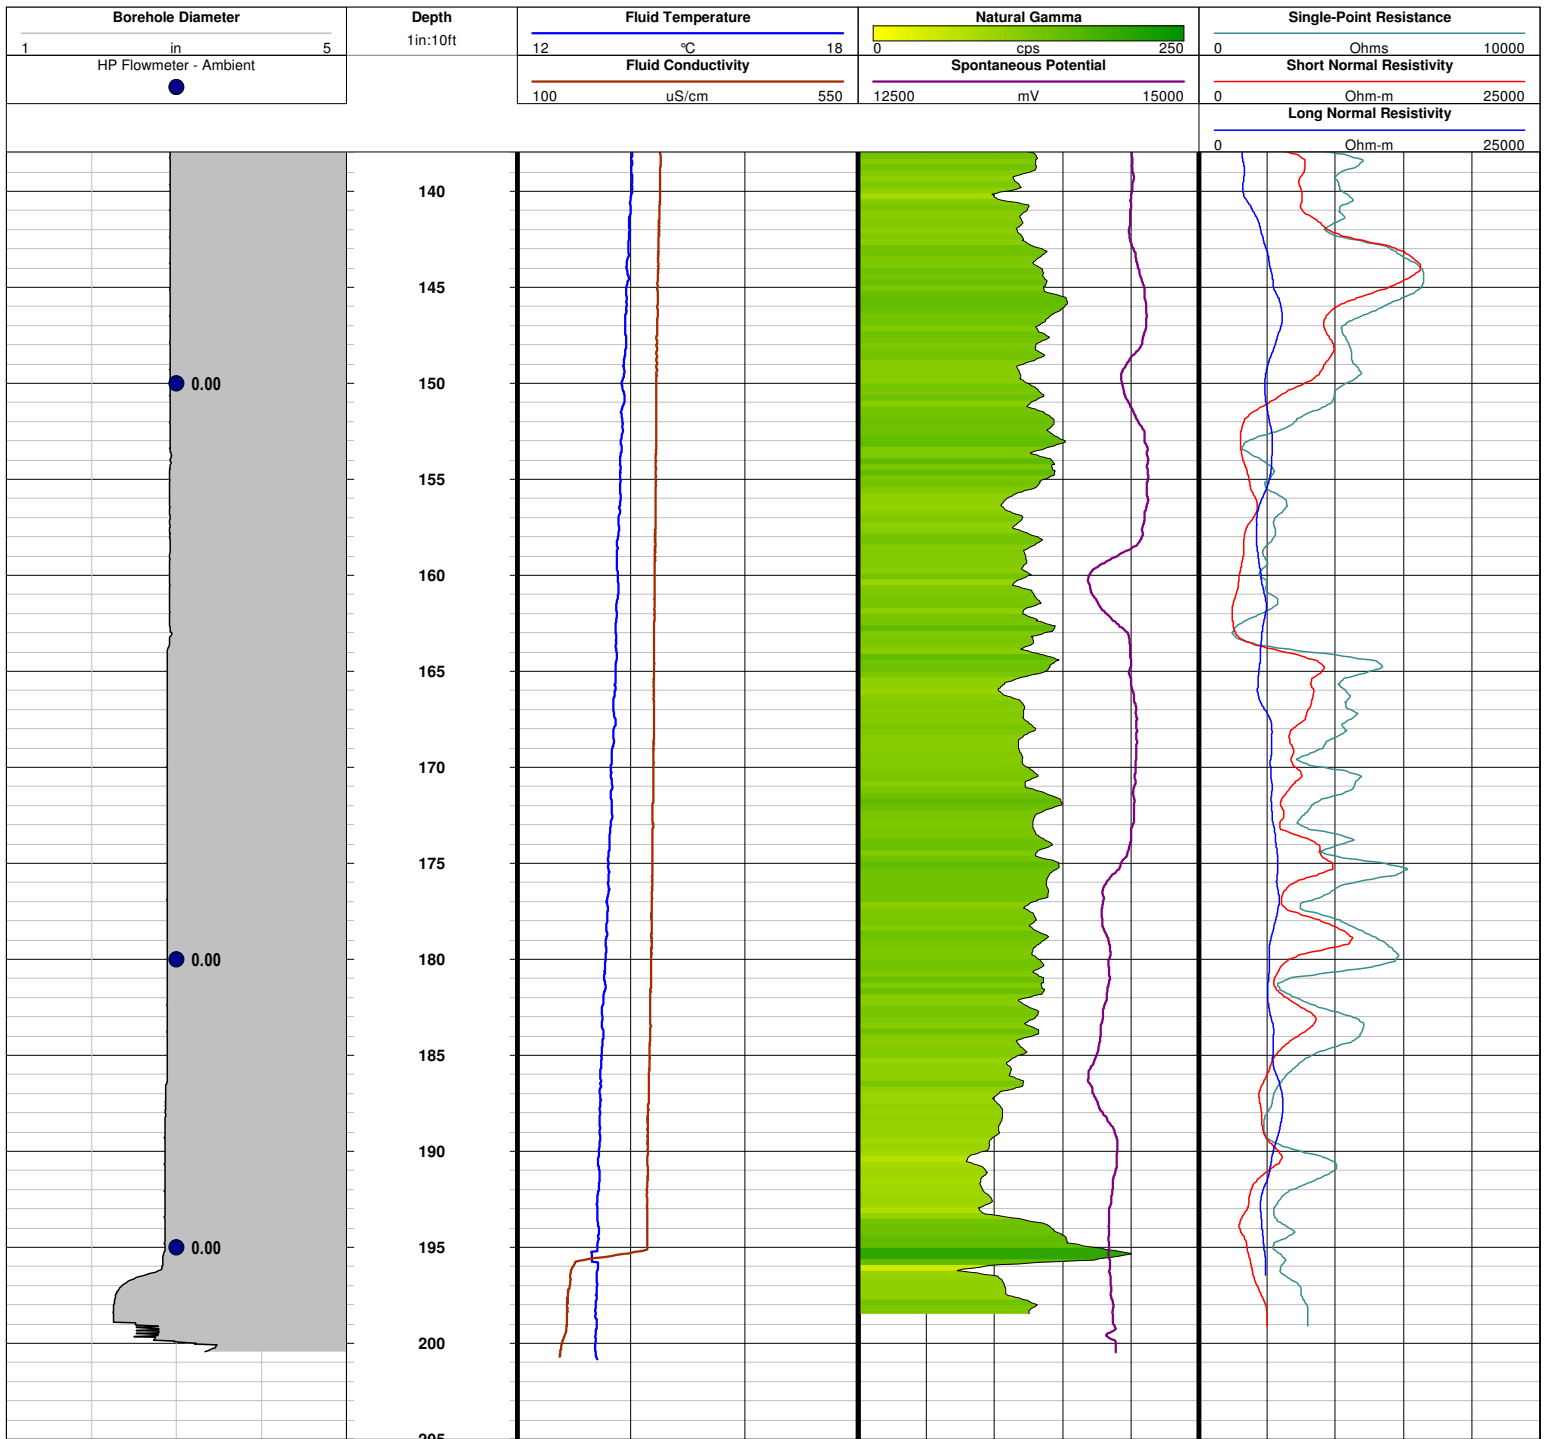 Borehole Diameter
1 in 5
HP Flowmeter - Ambient
Depth
1in:10ft
Fluid Temperature
12 °C 18
Fluid Conductivity
100 uS/cm 550
Natural Gamma
0 cps 250
Spontaneous Potential
12500 mV 15000
Single-Point Resistance
0 Ohms 10000
Short Normal Resistivity
0 Ohm-m 25000
Long Normal Resistivity
0 Ohm-m 25000
140
145
0.00 150
155
160
165
170
175
0.00 180
185
190
0.00 195
200
205